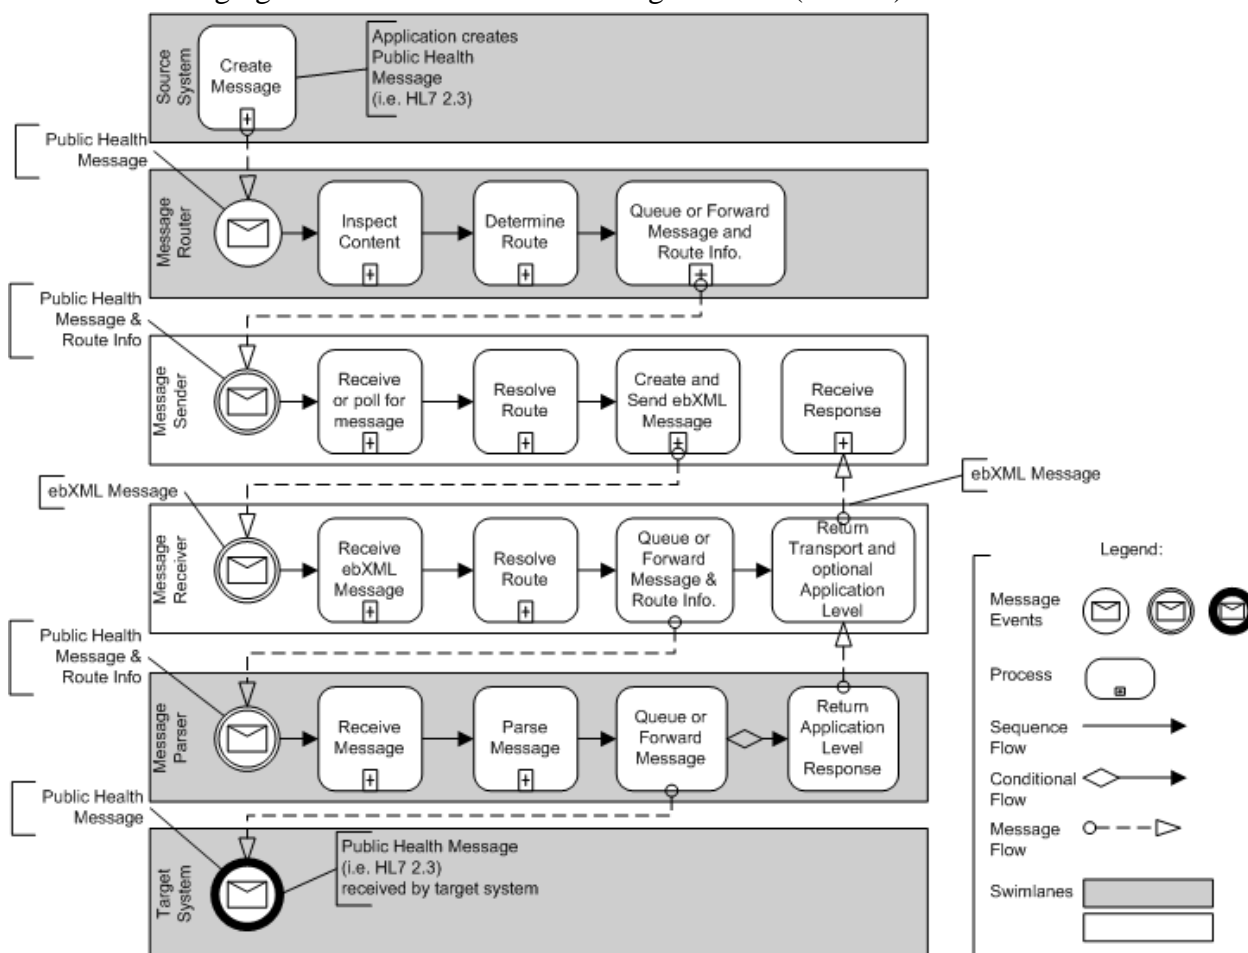 Source
System
Create
Message
Application creates
Public Health
Message
(i.e. HL7 2.3)
Public Health
Message
Message
Router
Inspect
Content
Determine
Route
Queue or Forward
Message and
Route Info.
Public Health
Message &
Route Info
Message
Sender
Receive
or poll for
message
Resolve
Route
Create and
Send ebXML
Message
Receive
Response
ebXML Message
ebXML Message
Message
Receiver
Receive
ebXML
Message
Resolve
Route
Queue or
Forward
Message &
Route Info.
Return
Transport and
optional
Application
Level
Public Health
Message &
Route Info
Message
Parser
Receive
Message
Parse
Message
Queue or
Forward
Message
Return
Application
Level
Response
Public Health
Message
Target
System
Public Health Message
(i.e. HL7 2.3)
received by target system
Legend:
Message
Events
Process
Sequence
Flow
Conditional
Flow
Message
Flow
Swimlanes